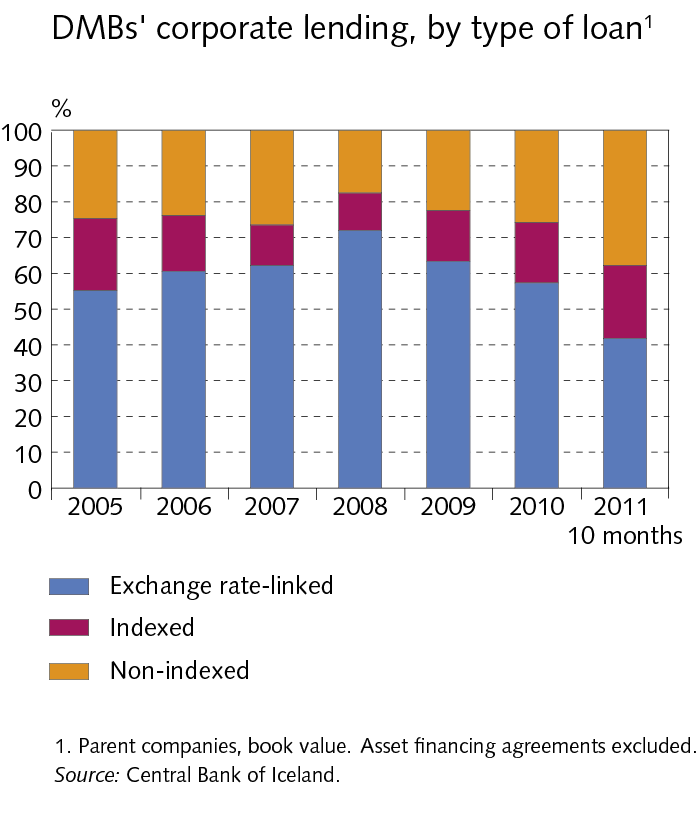 DMBs' corporate lending, by type of loan¹
%
100
90
80
70
60
50
40
30
20
10
0
2005 2006 2007 2008 2009 2010 2011
10 months
Exchange rate-linked
Indexed
Non-indexed
1. Parent companies, book value. Asset financing agreements excluded.
Source: Central Bank of Iceland.